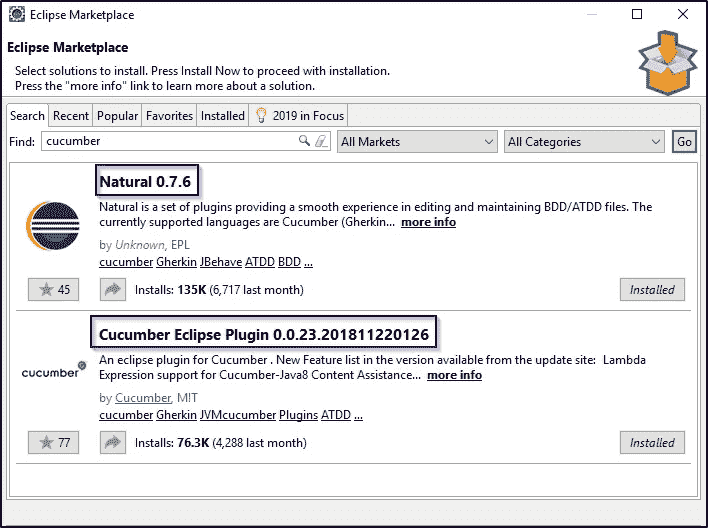 Eclipse Marketplace
Eclipse Marketplace
Select solutions to install. Press Install Now to proceed with installation.
Press the "more info" link to learn more about a solution.
Search Recent Popular Favorites Installed 2019 in Focus
Find: cucumber All Markets All Categories Go
Natural 0.7.6
Natural is a set of plugins providing a smooth experience in editing and maintaining BDD/ATDD files. The
currently supported languages are Cucumber (Gherkin... more info
by Unknown, EPL
cucumber Gherkin JBehave ATDD BDD ...
45 Installs: 135K (6,717 last month) Installed
Cucumber Eclipse Plugin 0.0.23.201811220126
cucumber
An eclipse plugin for Cucumber . New Feature list in the version available from the update site: Lambda
Expression support for Cucumber-Java8 Content Assistance... more info
by Cucumber, MIT
cucumber Gherkin JVMcucumber Plugins ATDD ...
77 Installs: 76.3K (4,288 last month) Installed